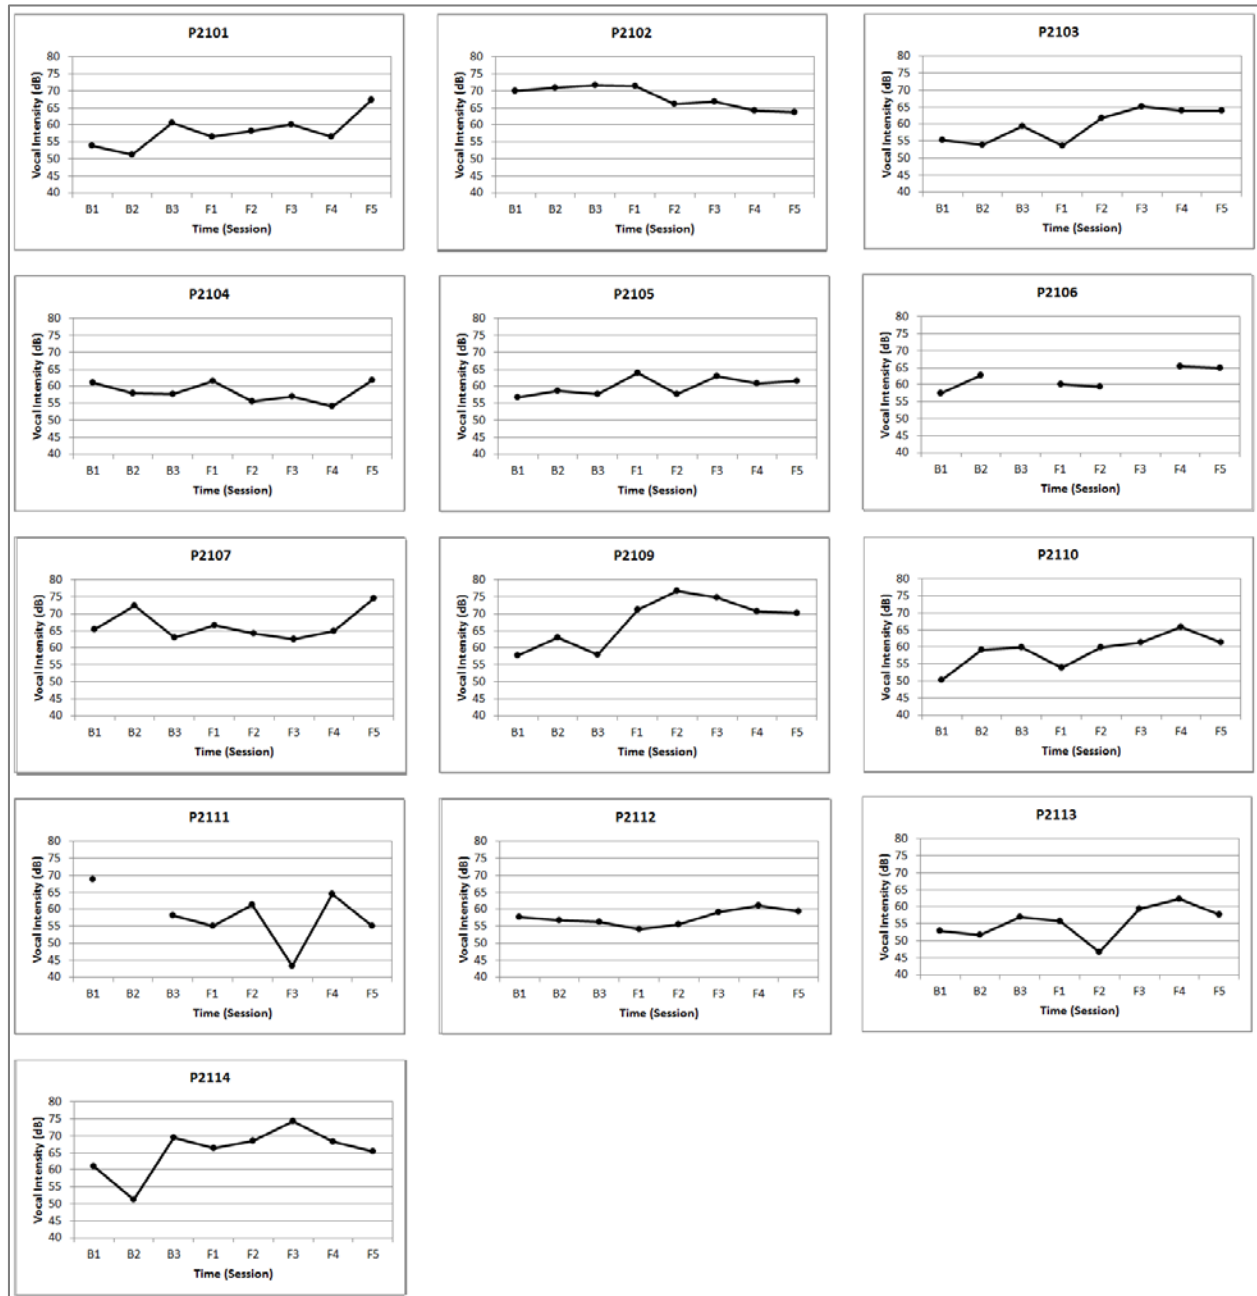 P2101
Vocal Intensity (dB)
80
75
70
65
60
55
50
45
40
B1 B2 B3 F1 F2 F3 F4 F5
Time (Session)
P2102
Vocal Intensity (dB)
80
75
70
65
60
55
50
45
40
B1 B2 B3 F1 F2 F3 F4 F5
Time (Session)
P2103
Vocal Intensity (dB)
80
75
70
65
60
55
50
45
40
B1 B2 B3 F1 F2 F3 F4 F5
Time (Session)
P2104
Vocal Intensity (dB)
80
75
70
65
60
55
50
45
40
B1 B2 B3 F1 F2 F3 F4 F5
Time (Session)
P2105
Vocal Intensity (dB)
80
75
70
65
60
55
50
45
40
B1 B2 B3 F1 F2 F3 F4 F5
Time (Session)
P2106
Vocal Intensity (dB)
80
75
70
65
60
55
50
45
40
B1 B2 B3 F1 F2 F3 F4 F5
Time (Session)
P2107
Vocal Intensity (dB)
80
75
70
65
60
55
50
45
40
B1 B2 B3 F1 F2 F3 F4 F5
Time (Session)
P2109
Vocal Intensity (dB)
80
75
70
65
60
55
50
45
40
B1 B2 B3 F1 F2 F3 F4 F5
Time (Session)
P2110
Vocal Intensity (dB)
80
75
70
65
60
55
50
45
40
B1 B2 B3 F1 F2 F3 F4 F5
Time (Session)
P2111
Vocal Intensity (dB)
80
75
70
65
60
55
50
45
40
B1 B2 B3 F1 F2 F3 F4 F5
Time (Session)
P2112
Vocal Intensity (dB)
80
75
70
65
60
55
50
45
40
B1 B2 B3 F1 F2 F3 F4 F5
Time (Session)
P2113
Vocal Intensity (dB)
80
75
70
65
60
55
50
45
40
B1 B2 B3 F1 F2 F3 F4 F5
Time (Session)
P2114
Vocal Intensity (dB)
80
75
70
65
60
55
50
45
40
B1 B2 B3 F1 F2 F3 F4 F5
Time (Session)